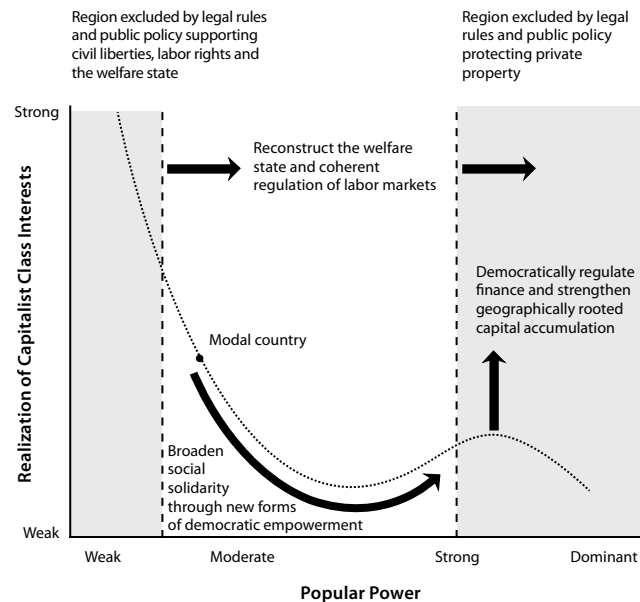 Region excluded by legal rules
and public policy supporting
civil liberties, labor rights and
the welfare state
Region excluded by legal
rules and public policy
protecting private
property
Strong
Reconstruct the welfare
state and coherent
regulation of labor markets
Realization of Capitalist Class Interests
Democratically regulate
finance and strengthen
geographically rooted
capital accumulation
Modal country
Broaden
social
solidarity
through new forms
of democratic empowerment
Weak
Weak
Moderate
Strong
Dominant
Popular Power